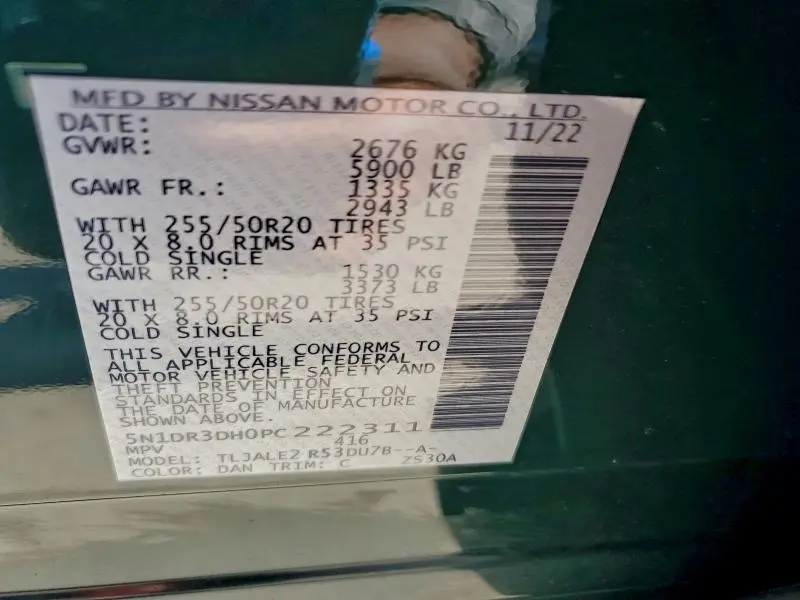 MFD BY NISSAN MOTOR CO., LTD.
DATE: 11/22
GVWR: 2676 KG
5900 LB
GAWR FR.: 1335 KG
2943 LB
WITH 255/50R20 TIRES
20 X 8.0 RIMS AT 35 PSI
COLD SINGLE
GAWR RR.: 1530 KG
3373 LB
WITH 255/50R20 TIRES
20 X 8.0 RIMS AT 35 PSI
COLD SINGLE
THIS VEHICLE CONFORMS TO
ALL APPLICABLE FEDERAL
MOTOR VEHICLE SAFETY AND
THEFT PREVENTION
STANDARDS IN EFFECT ON
THE DATE OF MANUFACTURE
SHOWN ABOVE.
5N1DR3DH0PC222311
MPV 416
MODEL: TLJALE2 R53DU7B--A-
COLOR: DAN TRIM: C ZS30A